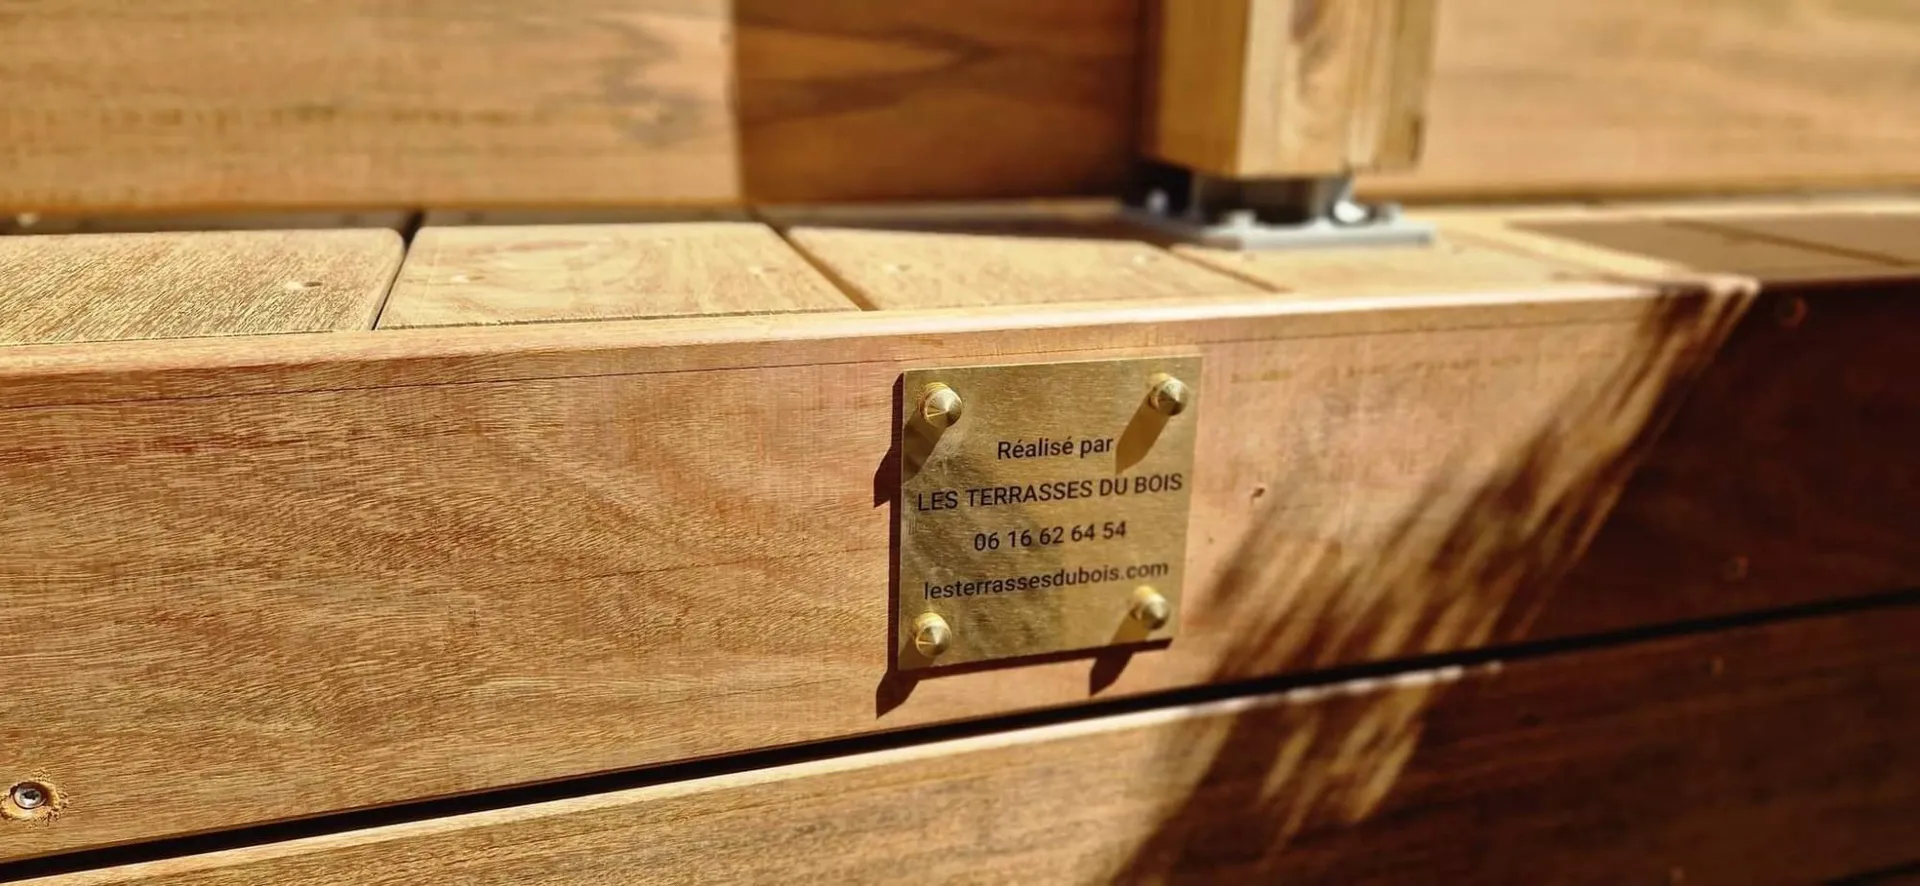 Réalisé par
LES TERRASSES DU BOIS
06 16 62 64 54
lesterrassesdubois.com